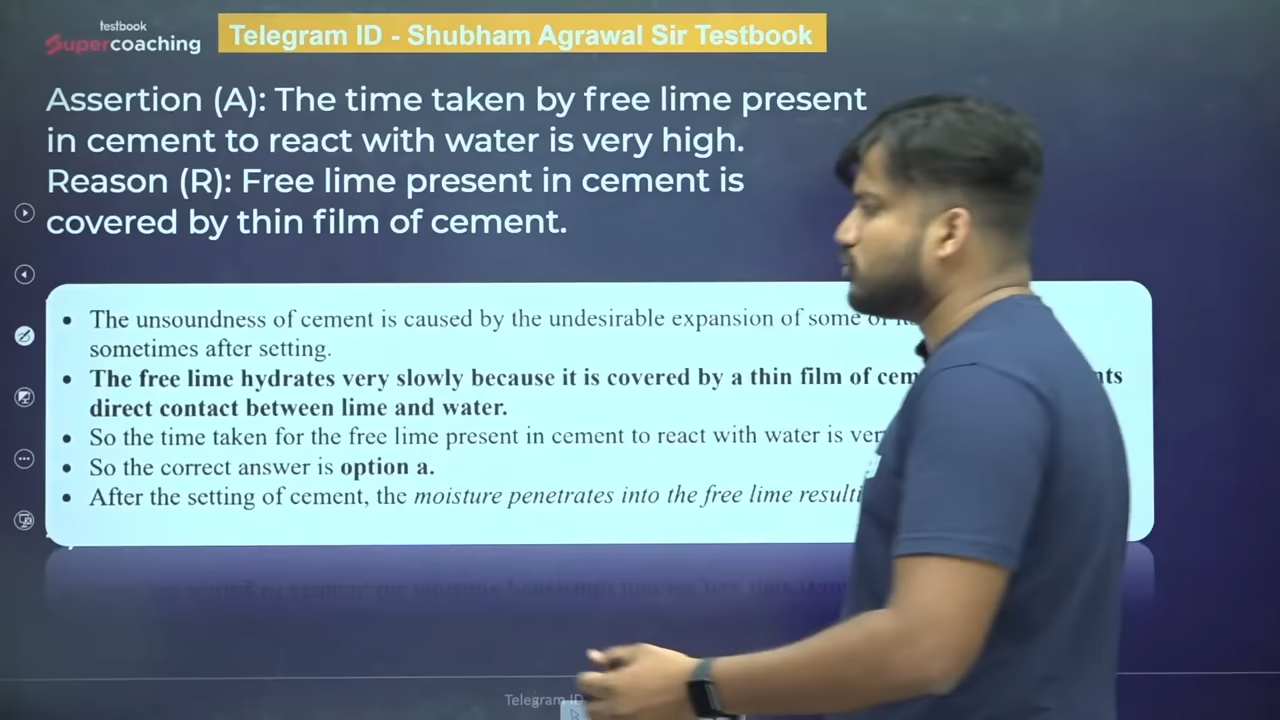 testbook
Supercoaching
Telegram ID - Shubham Agrawal Sir Testbook
Assertion (A): The time taken by free lime present
in cement to react with water is very high.
Reason (R): Free lime present in cement is
covered by thin film of cement.
• The unsoundness of cement is caused by the undesirable expansion of some of
sometimes after setting.
• The free lime hydrates very slowly because it is covered by a thin film of
direct contact between lime and water.
• So the time taken for the free lime present in cement to react with water is
• So the correct answer is option a.
• After the setting of cement, the moisture penetrates into the free lime
Telegram ID